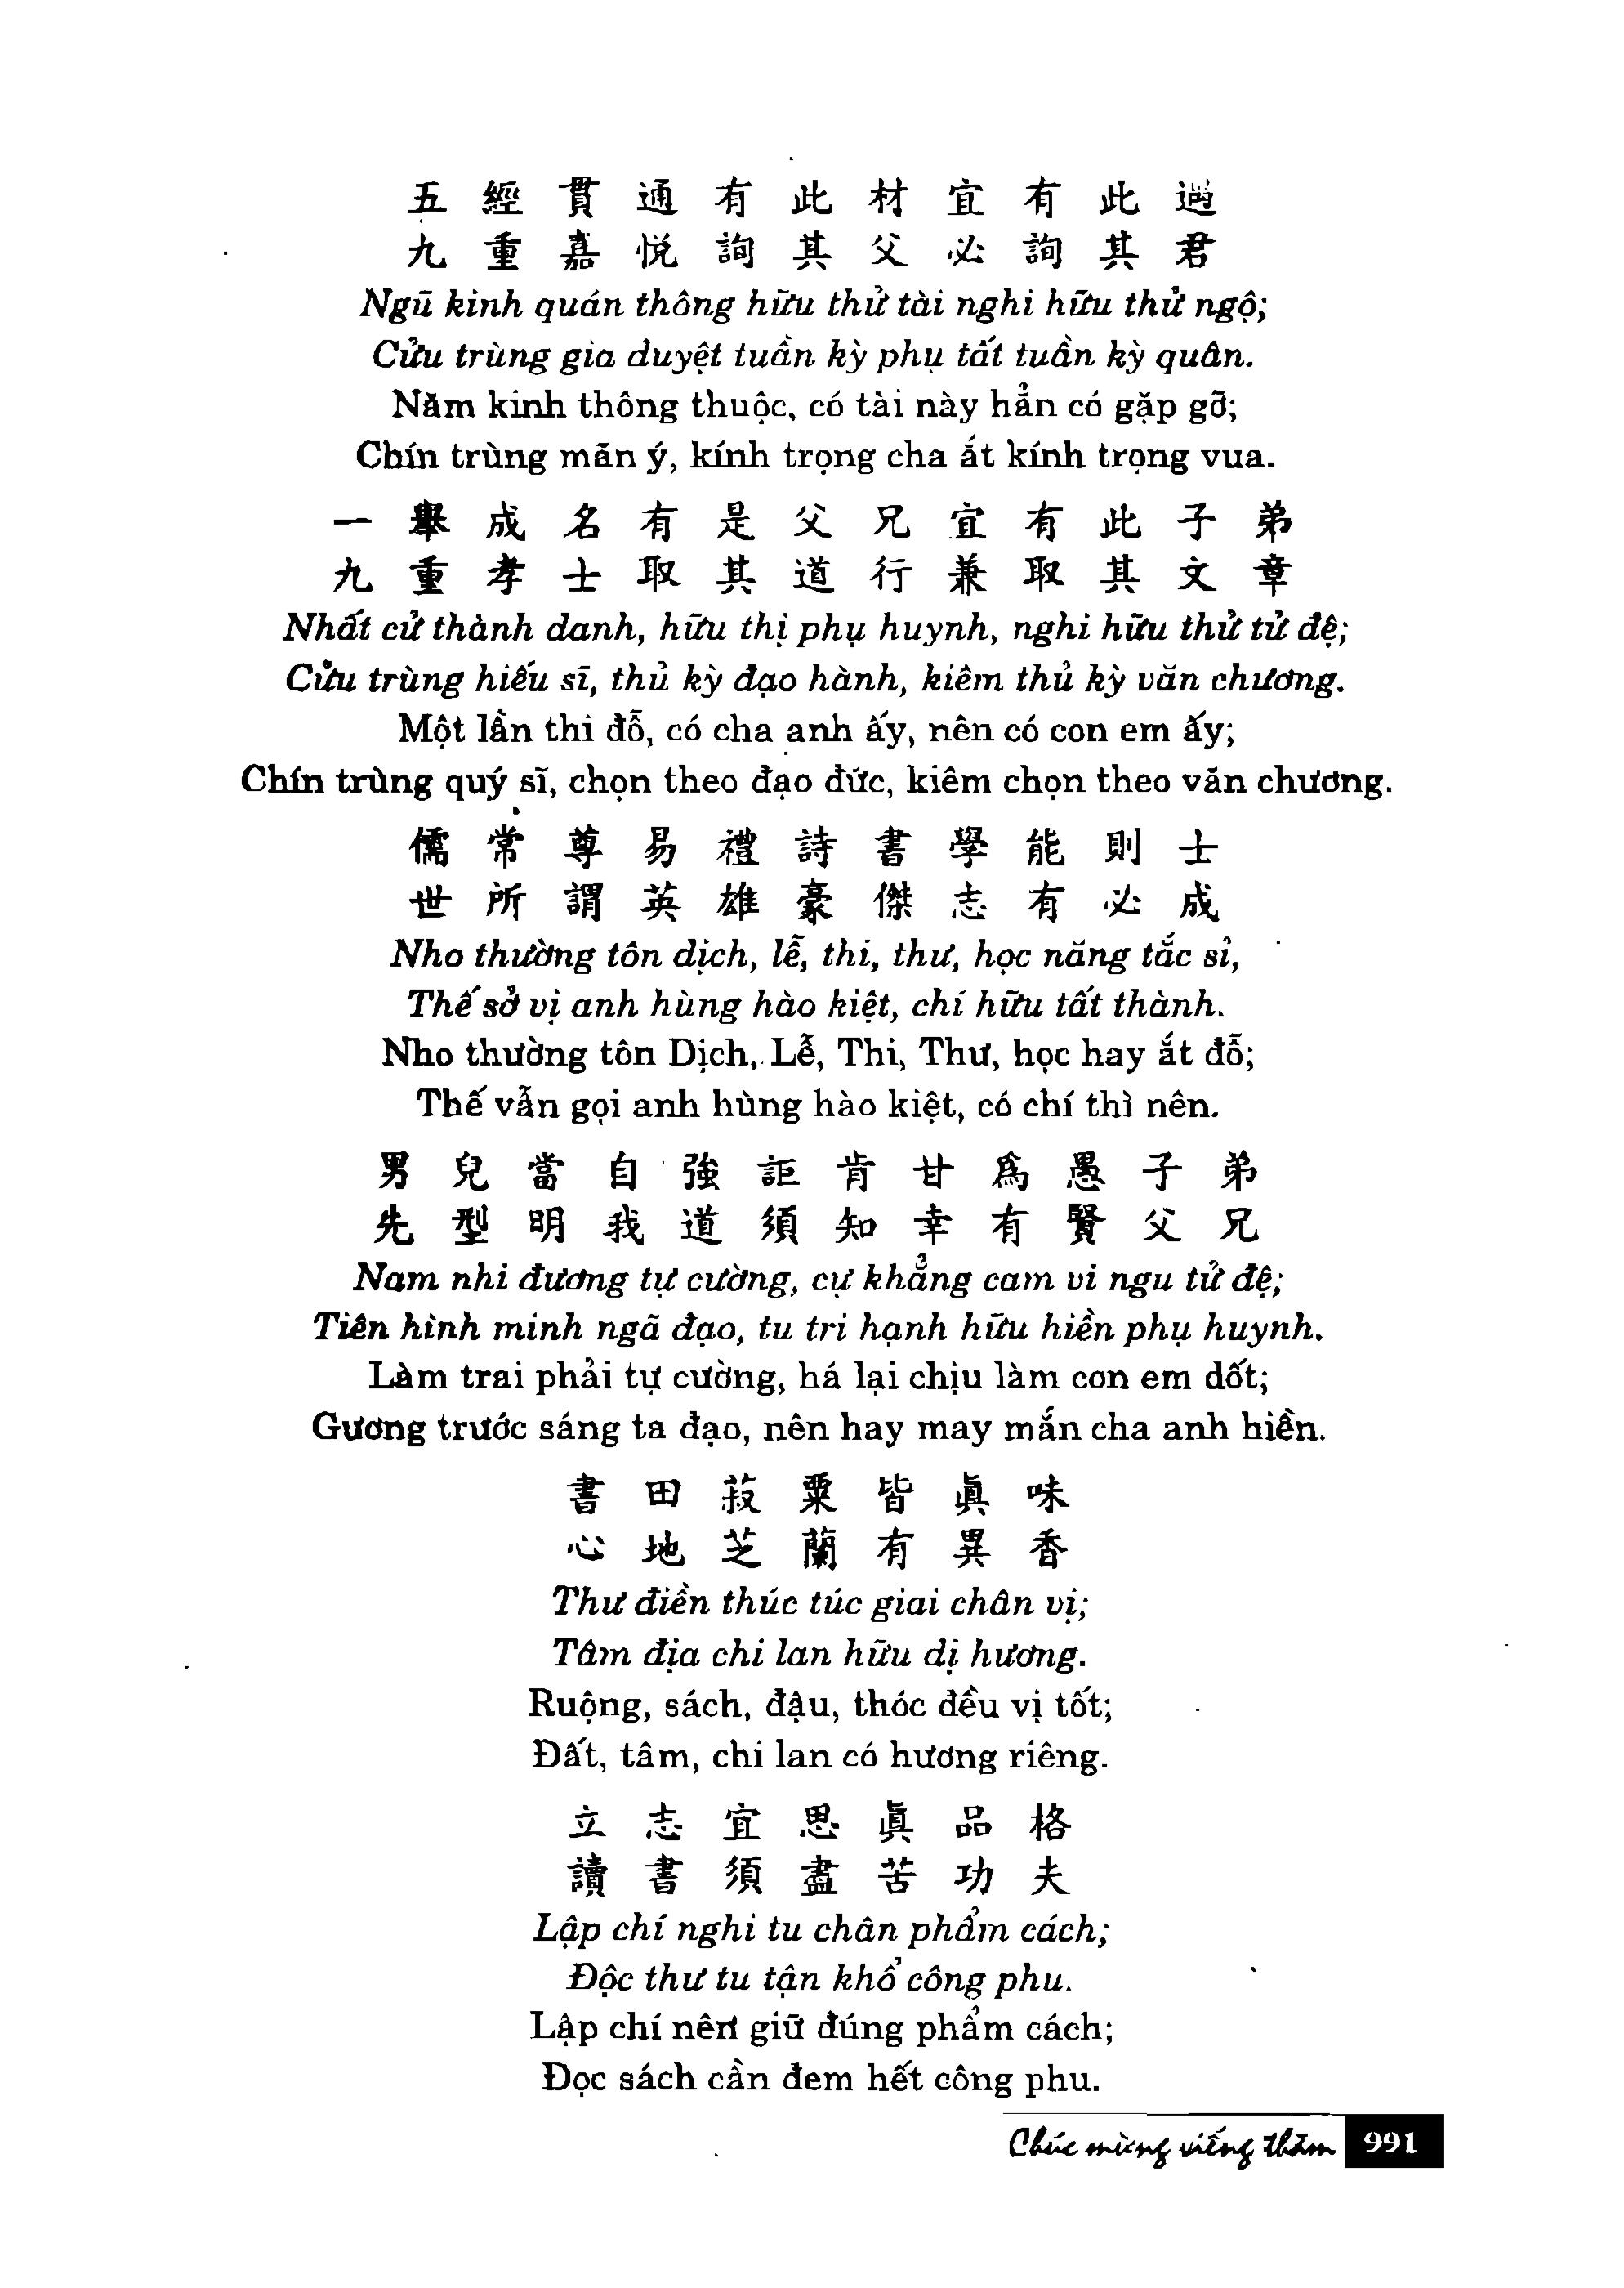 五經貫通有此材宜有此遇
九重嘉悦詢其父必詢其君
Ngũ kinh quán thông hữu thử tài nghi hữu thử ngộ;
Cửu trùng gia duyệt tuần kỳ phụ tất tuần kỳ quân.
Năm kinh thông thuộc, có tài này hẳn có gặp gỡ;
Chín trùng mãn ý, kính trọng cha ắt kính trọng vua.
一舉成名有是父兄宜有此子弟
九重孝士取其道行兼取其文章
Nhất cử thành danh, hữu thị phụ huynh, nghi hữu thử tử đệ;
Cửu trùng hiếu sĩ, thủ kỳ đạo hành, kiêm thủ kỳ văn chương.
Một lần thi đỗ, có cha anh ấy, nên có con em ấy;
Chín trùng quý sĩ, chọn theo đạo đức, kiêm chọn theo văn chương.
儒常尊易禮詩書學能則士
世所謂英雄豪傑志有必成
Nho thường tôn dịch, lễ, thi, thư, học năng tắc sỉ,
Thế sở vị anh hùng hào kiệt, chí hữu tất thành.
Nho thường tôn Dịch, Lễ, Thi, Thư, học hay ắt đỗ;
Thế vẫn gọi anh hùng hào kiệt, có chí thì nên.
男兒當自強詎肯甘為愚子弟
先型明我道須知幸有賢父兄
Nam nhi đương tự cường, cự khẳng cam vi ngu tử đệ;
Tiên hình minh ngã đạo, tu tri hạnh hữu hiền phụ huynh.
Làm trai phải tự cường, há lại chịu làm con em dốt;
Gương trước sáng ta đạo, nên hay may mắn cha anh hiền.
書田菽粟皆眞味
心地芝蘭有異香
Thư điền thúc túc giai chân vị;
Tâm địa chi lan hữu dị hương.
Ruộng, sách, đậu, thóc đều vị tốt;
Đất, tâm, chi lan có hương riêng.
立志宜思眞品格
讀書須盡苦功夫
Lập chí nghi tu chân phẩm cách;
Độc thư tu tận khổ công phu.
Lập chí nên giữ đúng phẩm cách;
Đọc sách cần đem hết công phu.
Chúc mừng viếng thăm 991